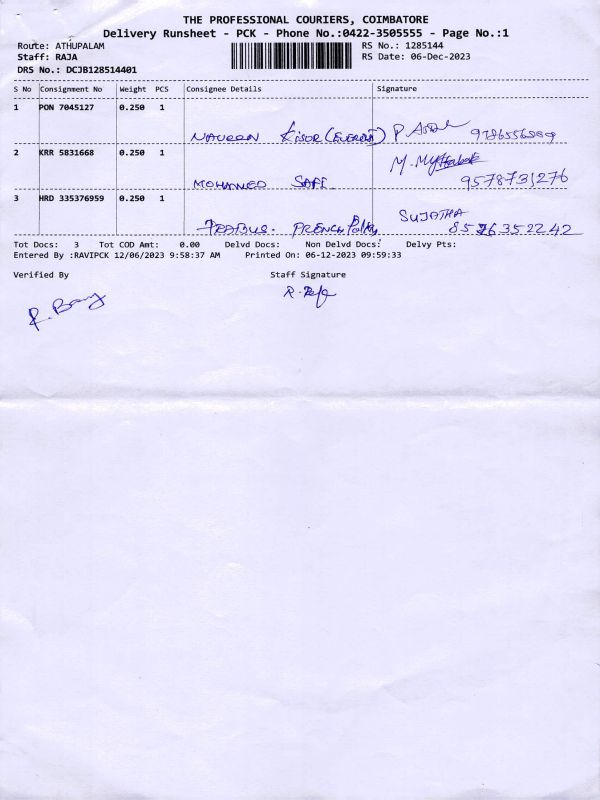 THE PROFESSIONAL COURIERS, COIMBATORE
Delivery Runsheet - PCK - Phone No.:0422-3505555 - Page No.:1
Route: ATHUPALAM RS No.: 1285144
Staff: RAJA RS Date: 06-Dec-2023
DRS No.: DCJB128514401
S No Consignment No Weight PCS Consignee Details Signature
1 PON 7045127 0.250 1
NAVEEN KISOR
2 KRR 5831668 0.250 1
MOHAMED SAFI 9578731276
3 HRD 335376959 0.250 1 SUJATHA
FRENCH 8526352242
Tot Docs: 3 Tot COD Amt: 0.00 Delvd Docs: Non Delvd Docs: Delvy Pts:
Entered By :RAVIPCK 12/06/2023 9:58:37 AM Printed On: 06-12-2023 09:59:33
Verified By Staff Signature